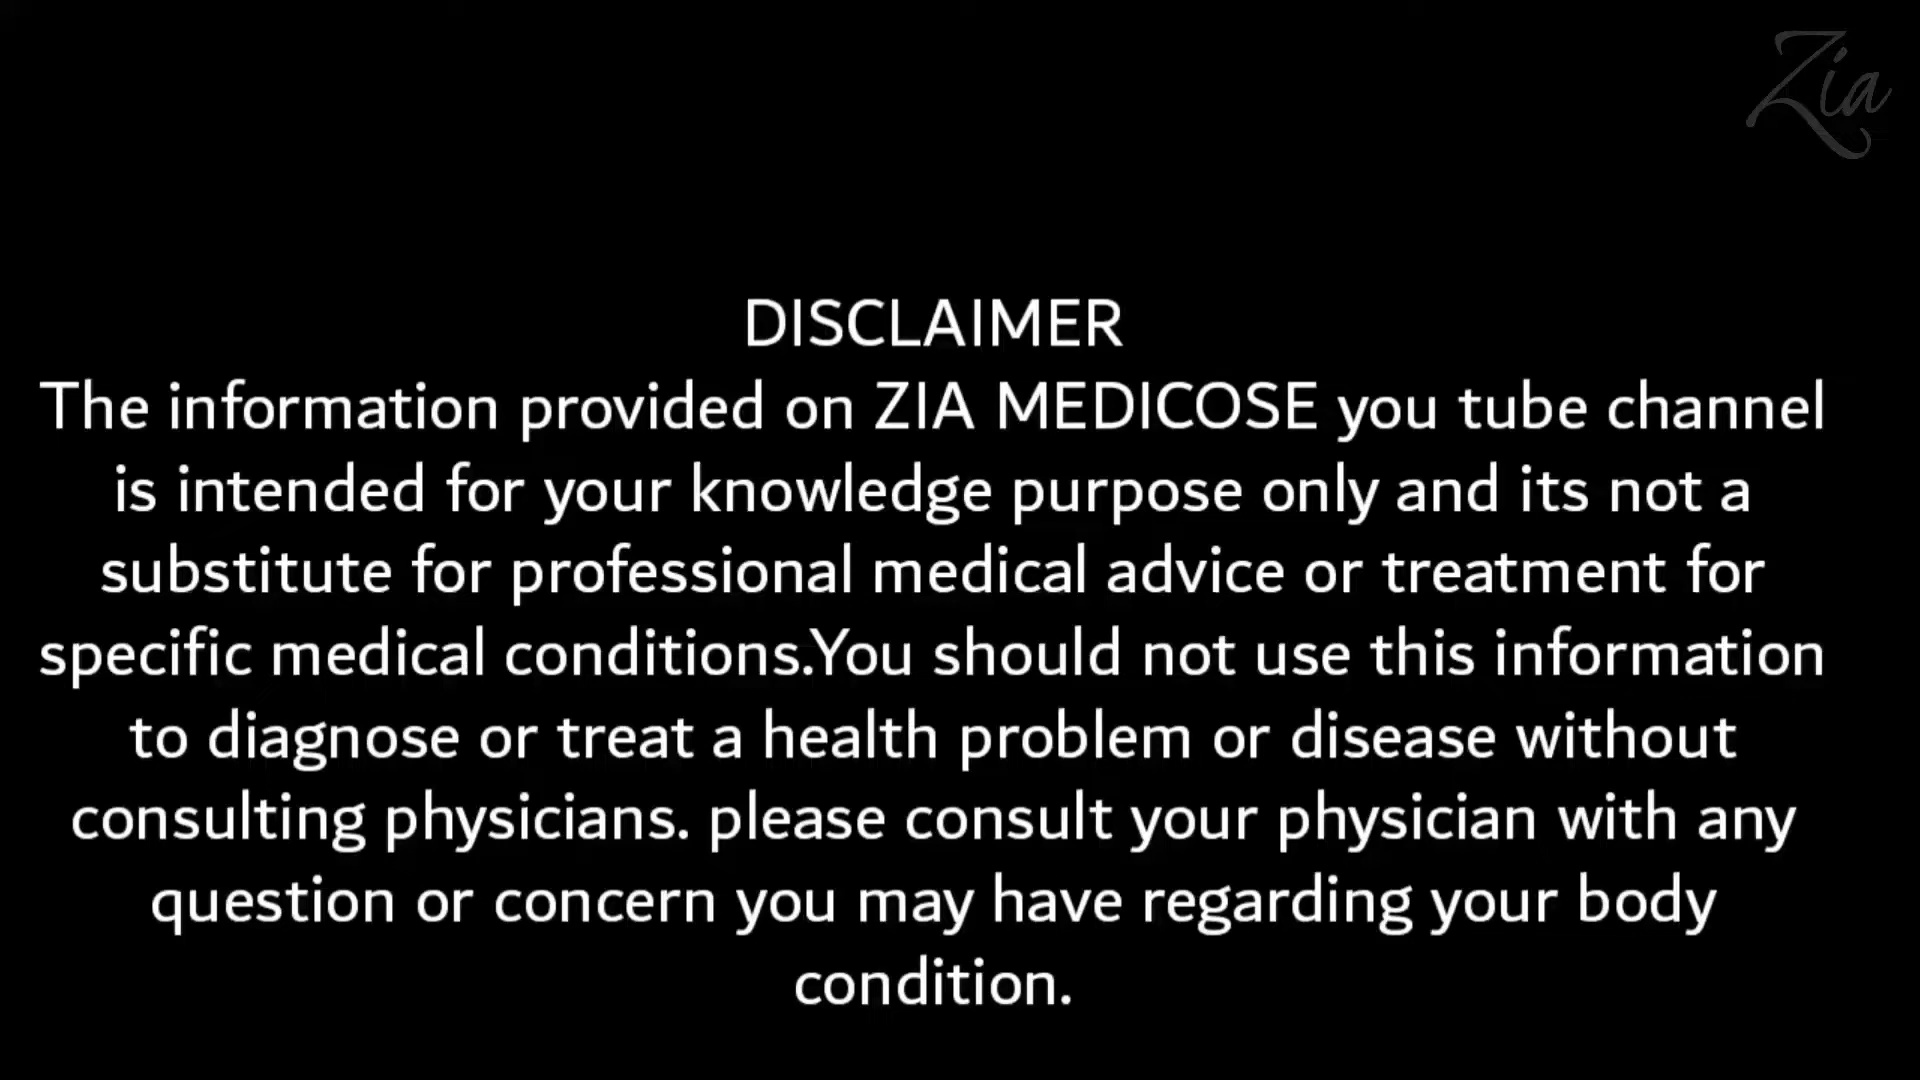 Zia
DISCLAIMER
The information provided on ZIA MEDICOSE you tube channel
is intended for your knowledge purpose only and its not a
substitute for professional medical advice or treatment for
specific medical conditions.You should not use this information
to diagnose or treat a health problem or disease without
consulting physicians. please consult your physician with any
question or concern you may have regarding your body
condition.